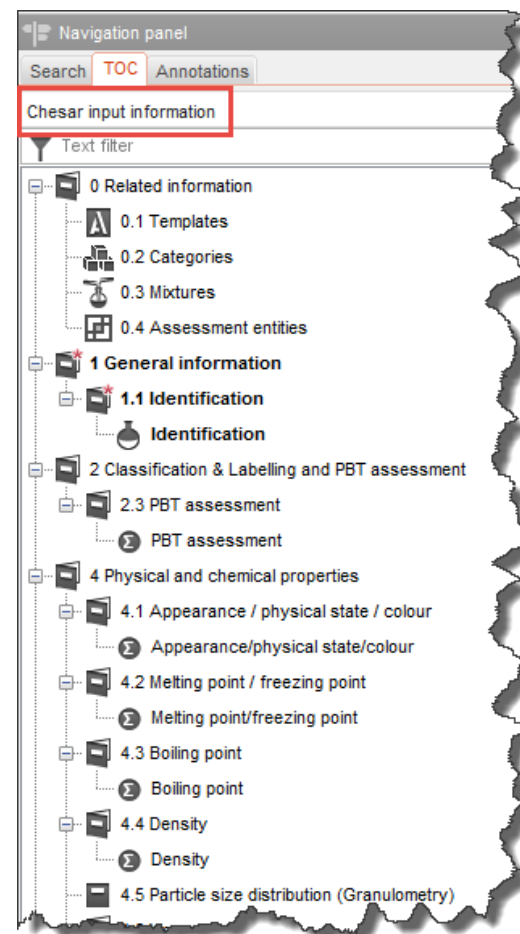 Navigation panel
Search TOC Annotations
Chesar input information
Text filter
0 Related information
0.1 Templates
0.2 Categories
0.3 Mixtures
0.4 Assessment entities
1 General information
1.1 Identification
Identification
2 Classification & Labelling and PBT assessment
2.3 PBT assessment
PBT assessment
4 Physical and chemical properties
4.1 Appearance / physical state / colour
Appearance/physical state/colour
4.2 Melting point / freezing point
Melting point/freezing point
4.3 Boiling point
Boiling point
4.4 Density
Density
4.5 Particle size distribution (Granulometry)